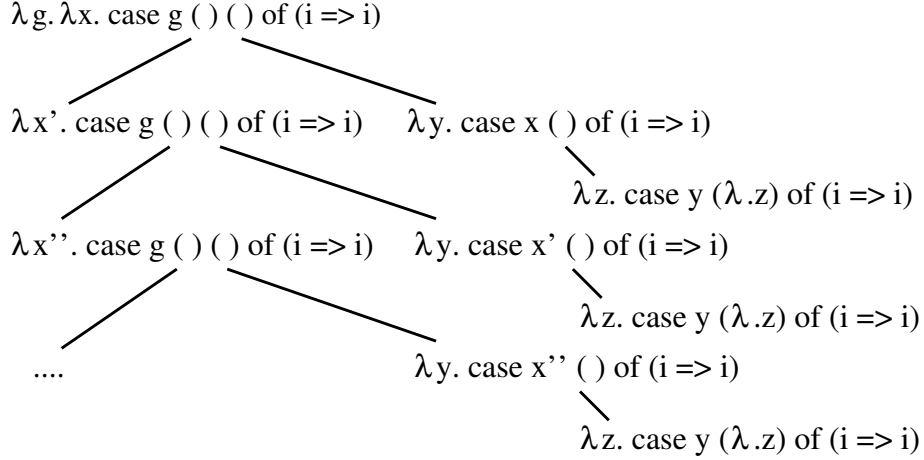 λg. λx. case g ( ) ( ) of (i => i)
λx’. case g ( ) ( ) of (i => i) λy. case x ( ) of (i => i)
λz. case y (λ.z) of (i => i)
λx’’. case g ( ) ( ) of (i => i) λy. case x’ ( ) of (i => i)
λz. case y (λ.z) of (i => i)
.... λy. case x’’ ( ) of (i => i)
λz. case y (λ.z) of (i => i)